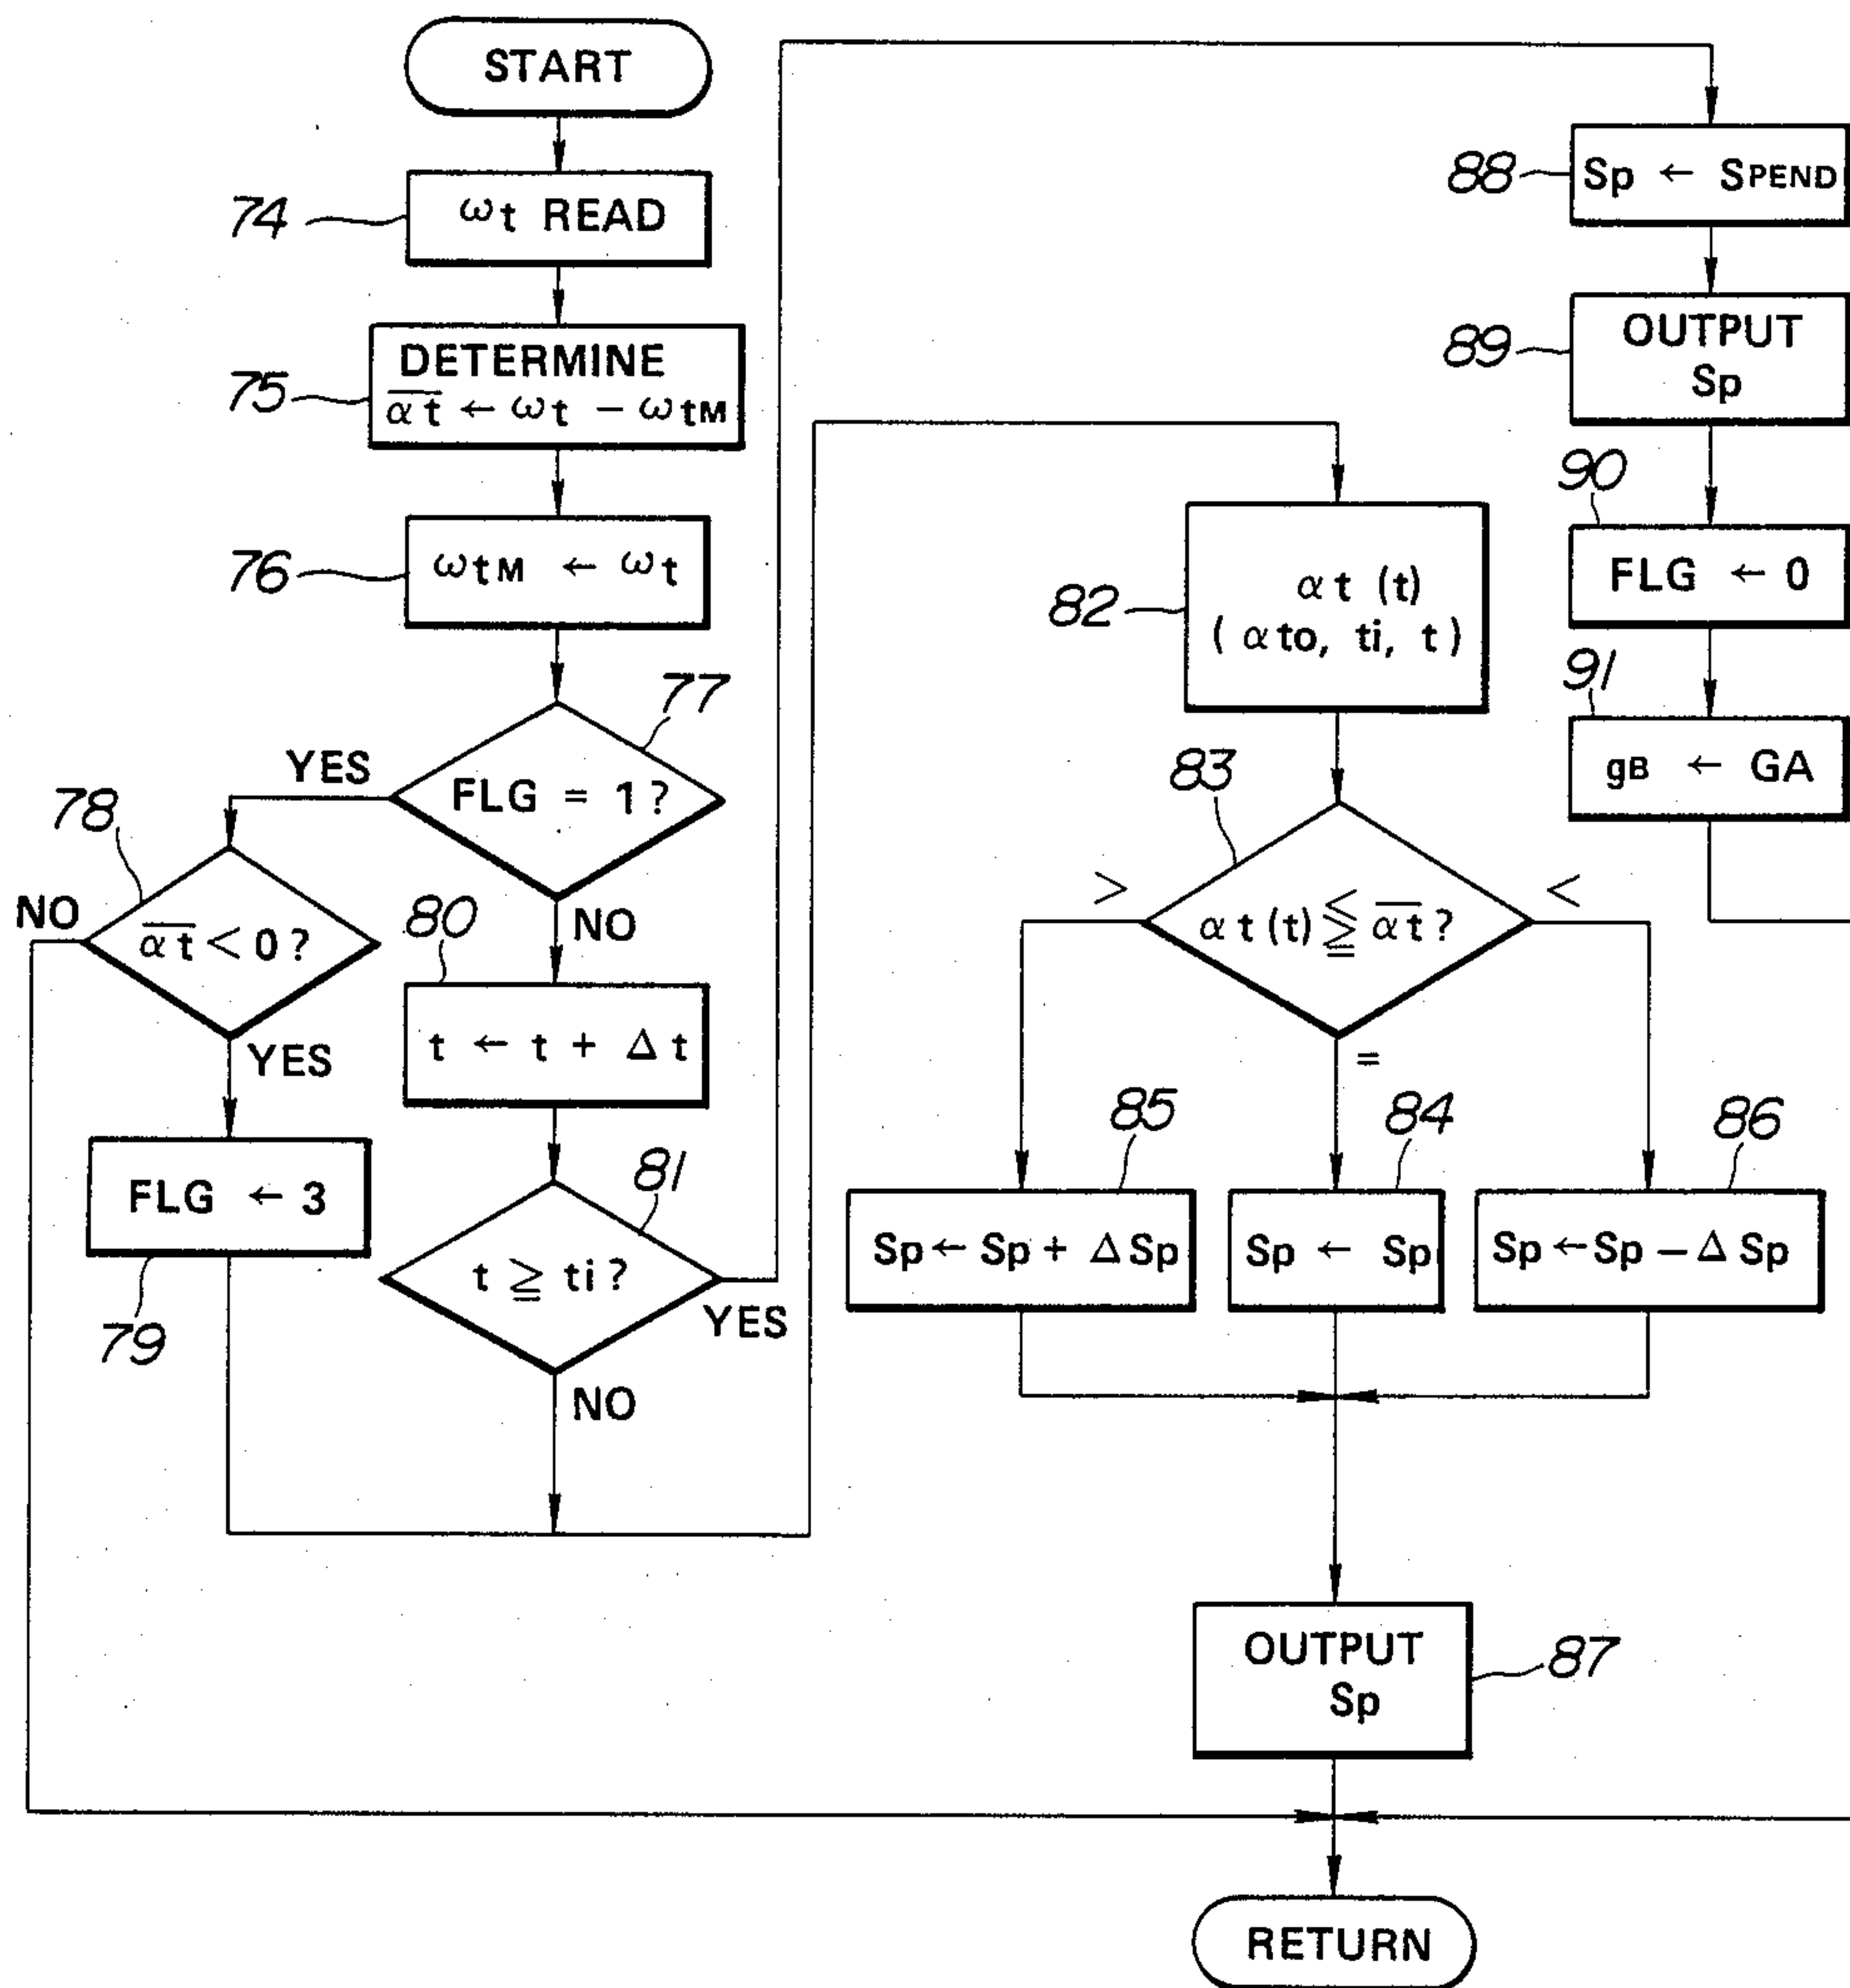 START
74
ωt READ
75
DETERMINE
α̅t̅ ← ωt − ωtM
76
ωtM ← ωt
77
FLG = 1 ?
YES
NO
78
α̅t̅ < 0 ?
NO
YES
79
FLG ← 3
80
t ← t + Δt
81
t ≧ ti ?
YES
NO
82
αt (t)
( αto, ti, t )
83
αt (t) ⪋ α̅t̅ ?
>
<
=
85
Sp ← Sp + ΔSp
84
Sp ← Sp
86
Sp ← Sp − ΔSp
87
OUTPUT
Sp
88
Sp ← SPEND
89
OUTPUT
Sp
90
FLG ← 0
91
gB ← GA
RETURN